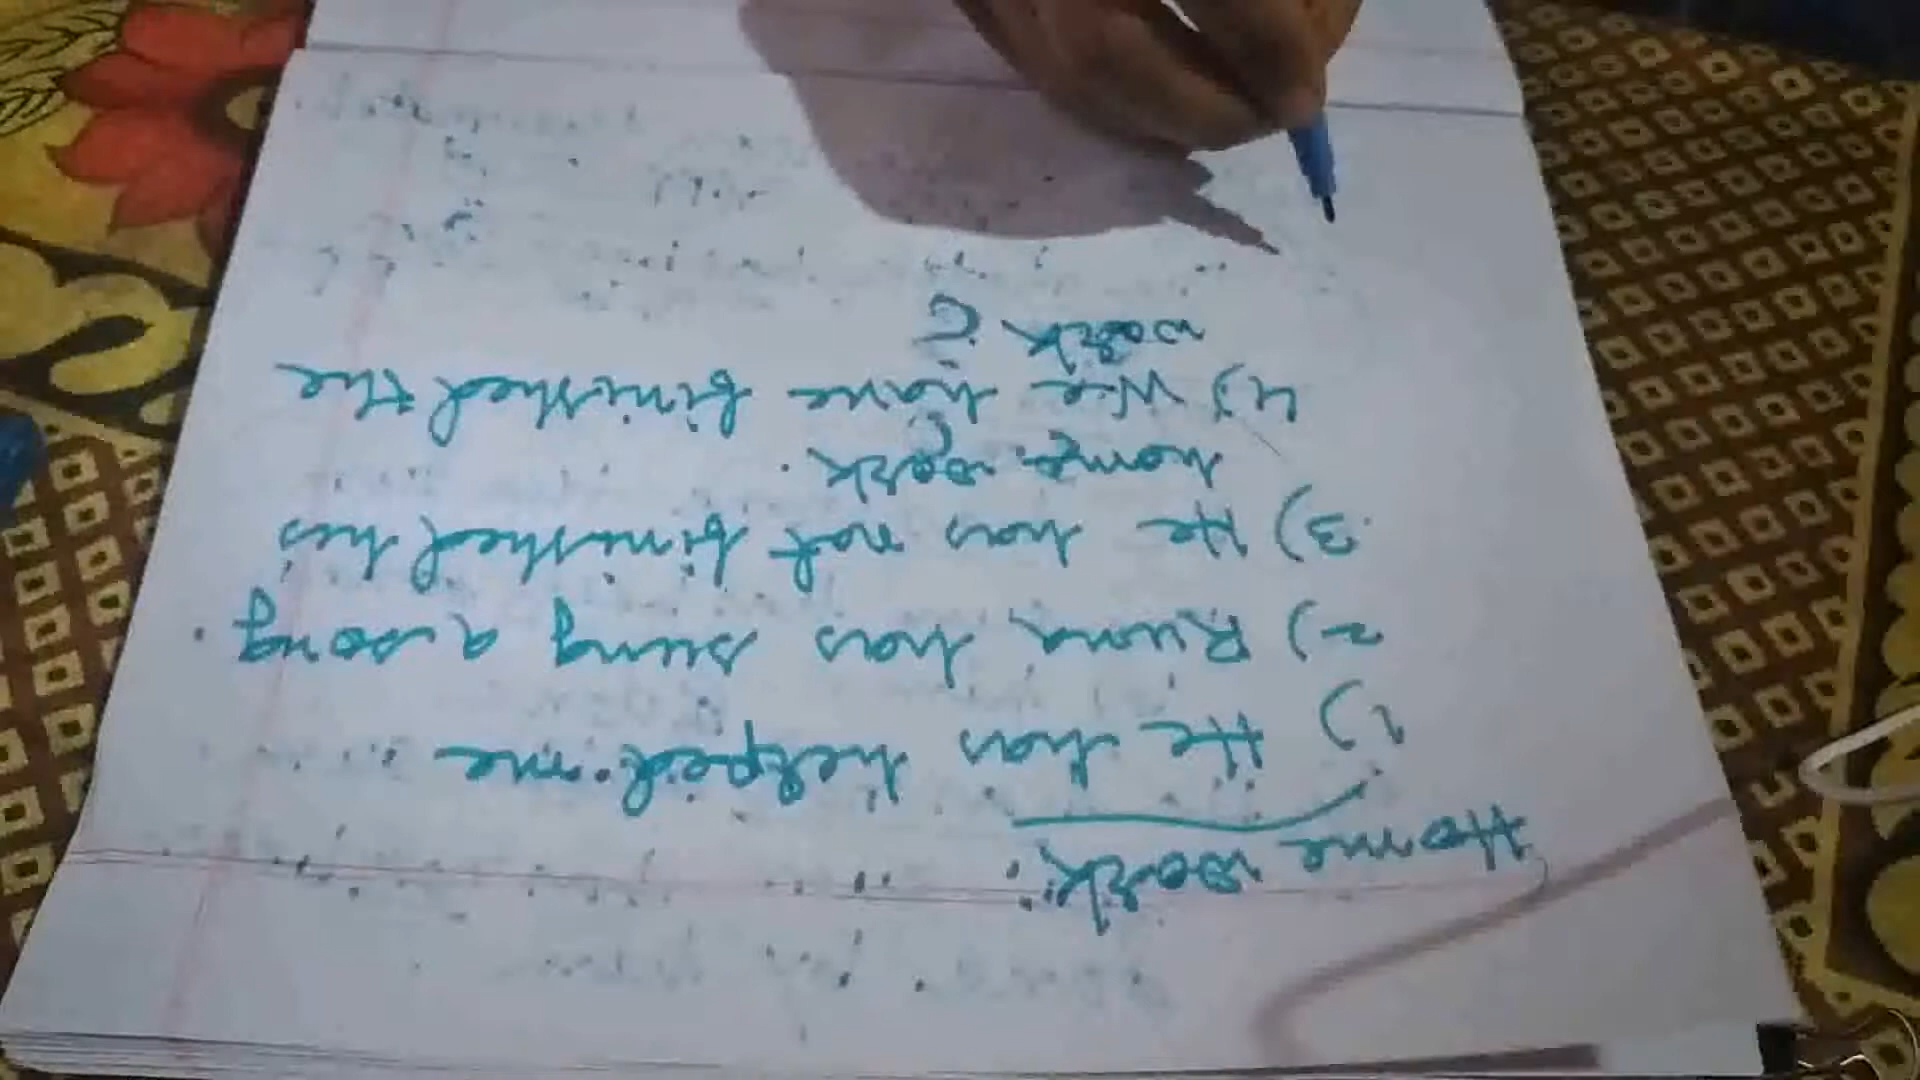 Home work.
1) He has helped me
2) Runa has sung a song.
3) He has not finished his
home work.
4) We have finished the
work